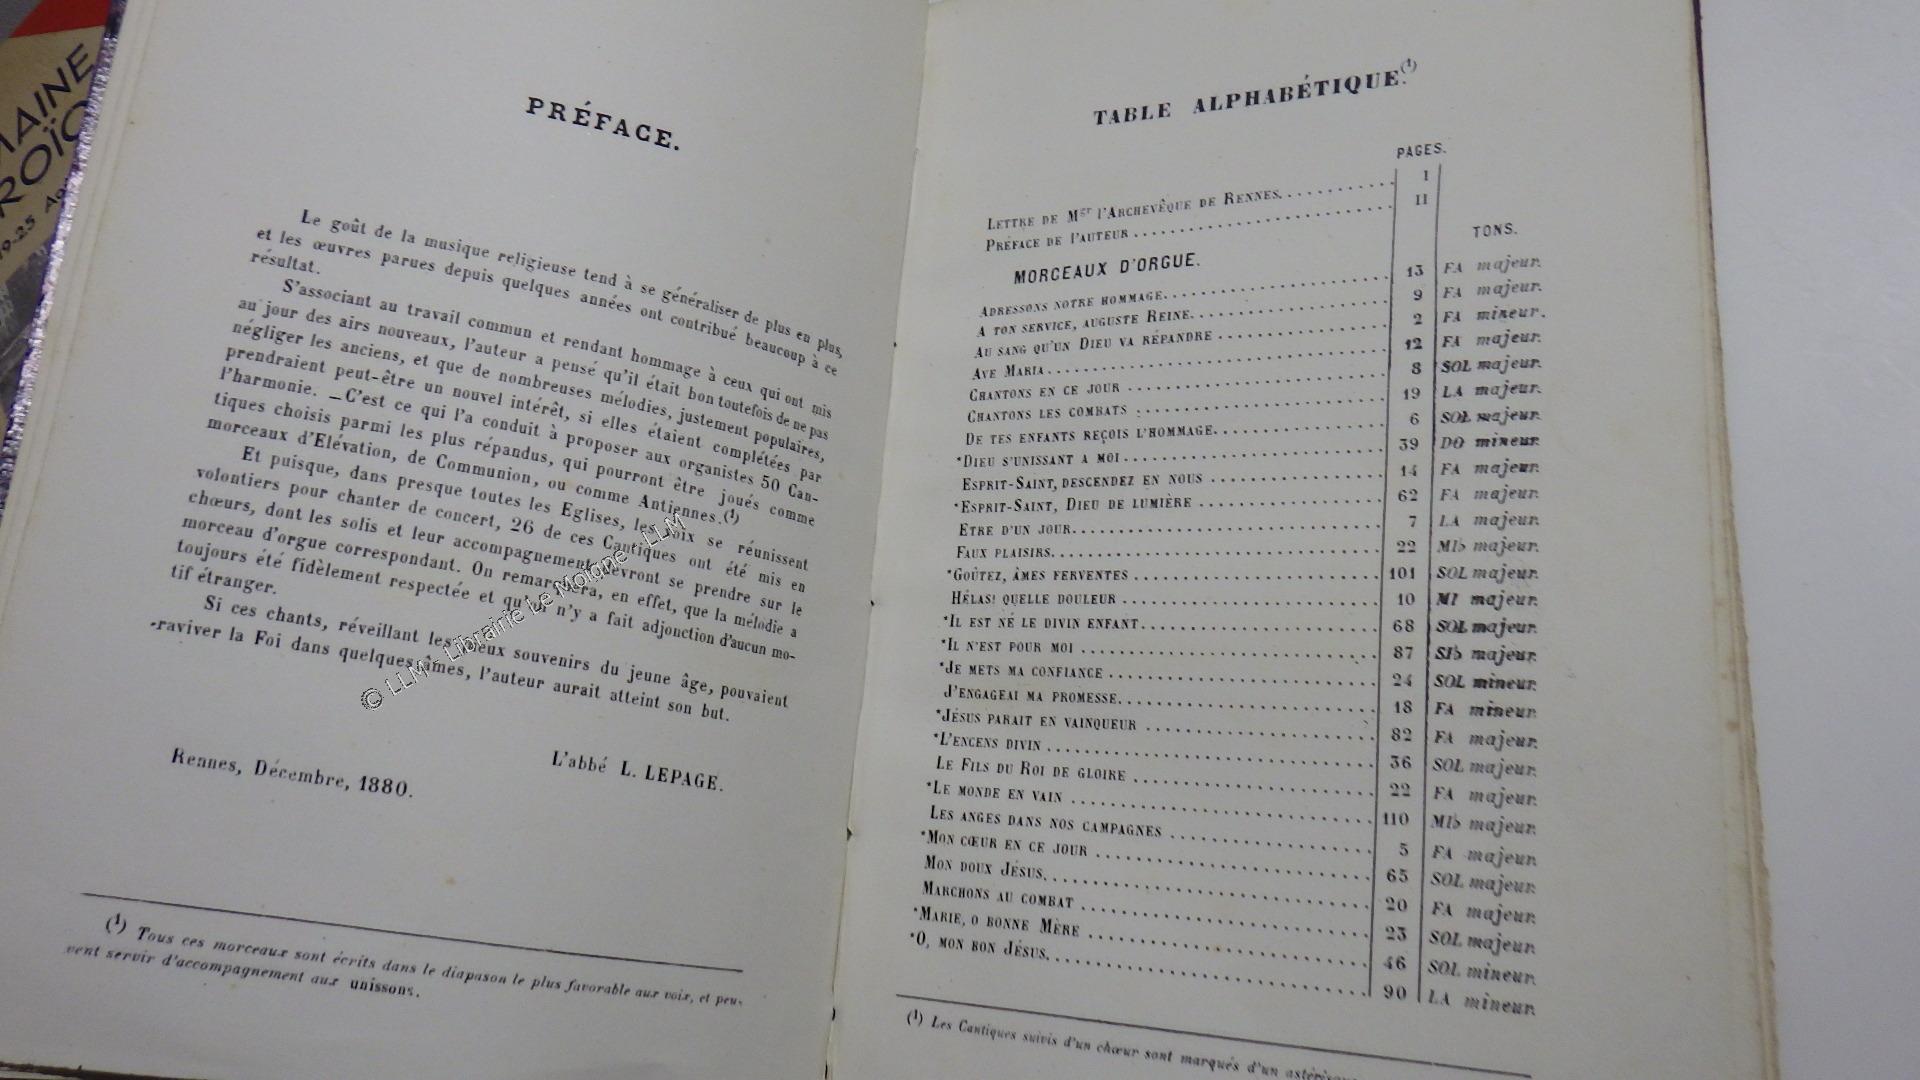 MAINE
ROÏQ
19-25
PRÉFACE.
Le goût de la musique religieuse tend à se généraliser de plus en plus,
et les œuvres parues depuis quelques années ont contribué beaucoup à ce
résultat.
S'associant au travail commun et rendant hommage à ceux qui ont mis
au jour des airs nouveaux, l'auteur a pensé qu'il était bon toutefois de ne pas
négliger les anciens, et que de nombreuses mélodies, justement populaires,
prendraient peut-être un nouvel intérêt, si elles étaient complétées par
l'harmonie. — C'est ce qui l'a conduit à proposer aux organistes 50 Can-
tiques choisis parmi les plus répandus, qui pourront être joués comme
morceaux d'Elévation, de Communion, ou comme Antiennes.(1)
Et puisque, dans presque toutes les Eglises, les voix se réunissent
volontiers pour chanter de concert, 26 de ces Cantiques ont été mis en
chœurs, dont les solis et leur accompagnement devront se prendre sur le
morceau d'orgue correspondant. On remarquera, en effet, que la mélodie a
toujours été fidèlement respectée et qu'on n'y a fait adjonction d'aucun mo-
tif étranger.
Si ces chants, réveillant les pieux souvenirs du jeune âge, pouvaient
raviver la Foi dans quelques âmes, l'auteur aurait atteint son but.
L'abbé L. LEPAGE.
Rennes, Décembre, 1880.
(1) Tous ces morceaux sont écrits dans le diapason le plus favorable aux voix, et peu-
vent servir d'accompagnement aux unissons.
© LLM - Librairie Le Moigne - LLM
TABLE ALPHABÉTIQUE.(1)
PAGES.
LETTRE DE Mgr L'ARCHEVÊQUE DE RENNES. I
PRÉFACE DE L'AUTEUR II
TONS.
MORCEAUX D'ORGUE.
ADRESSONS NOTRE HOMMAGE. 13 FA majeur.
A TON SERVICE, AUGUSTE REINE. 9 FA majeur.
AU SANG QU'UN DIEU VA RÉPANDRE 2 FA mineur.
AVE MARIA 12 FA majeur.
CHANTONS EN CE JOUR 8 SOL majeur.
CHANTONS LES COMBATS 19 LA majeur.
DE TES ENFANTS REÇOIS L'HOMMAGE. 6 SOL majeur.
*DIEU S'UNISSANT A MOI 39 DO mineur.
ESPRIT-SAINT, DESCENDEZ EN NOUS 14 FA majeur.
*ESPRIT-SAINT, DIEU DE LUMIÈRE 62 FA majeur.
ETRE D'UN JOUR. 7 LA majeur.
FAUX PLAISIRS. 22 MI♭ majeur.
*GOÛTEZ, ÂMES FERVENTES 101 SOL majeur.
HÉLAS! QUELLE DOULEUR 10 MI majeur.
*IL EST NÉ LE DIVIN ENFANT. 68 SOL majeur.
*IL N'EST POUR MOI 87 SI♭ majeur.
*JE METS MA CONFIANCE 24 SOL mineur.
J'ENGAGEAI MA PROMESSE. 18 FA mineur.
*JÉSUS PARAIT EN VAINQUEUR 82 FA majeur.
*L'ENCENS DIVIN 36 SOL majeur.
LE FILS DU ROI DE GLOIRE 22 FA majeur.
*LE MONDE EN VAIN 110 MI♭ majeur.
LES ANGES DANS NOS CAMPAGNES 5 FA majeur.
*MON CŒUR EN CE JOUR 65 SOL majeur.
MON DOUX JÉSUS. 20 FA majeur.
MARCHONS AU COMBAT 23 SOL majeur.
*MARIE, O BONNE MÈRE 46 SOL mineur.
*O, MON BON JÉSUS. 90 LA mineur.
(1) Les Cantiques suivis d'un chœur sont marqués d'un